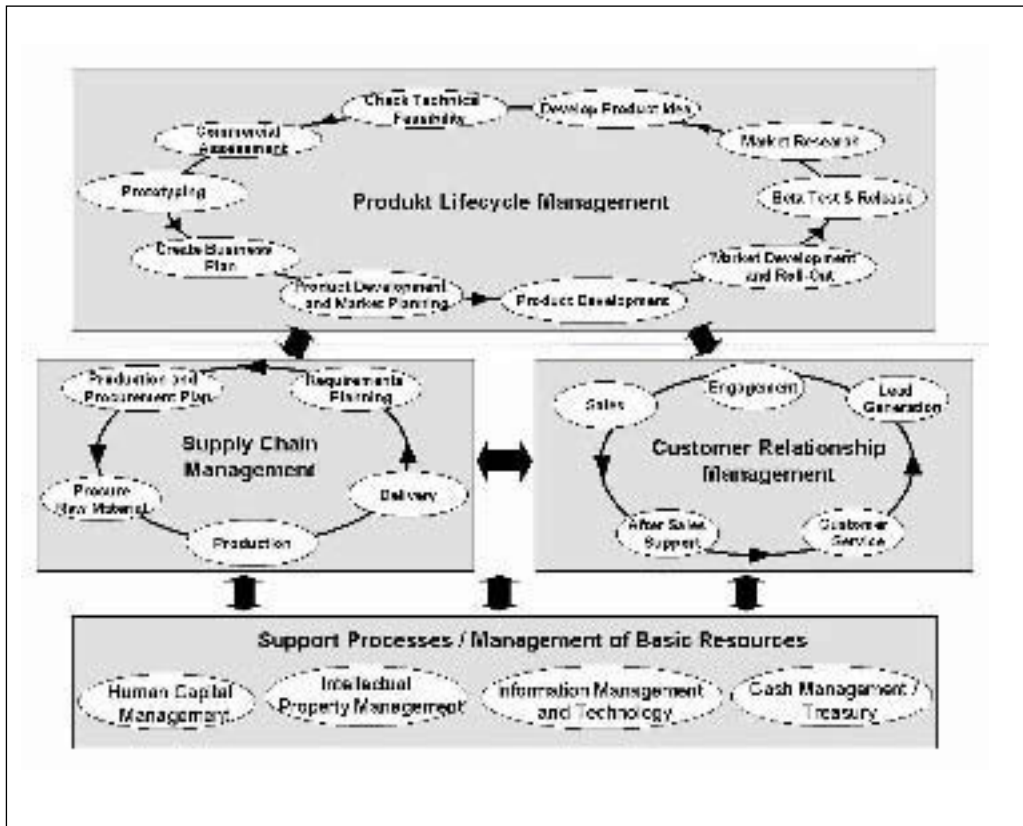 Check Technical
Feasibility
Develop Product Idea
Commercial
Assessment
Market Research
Prototyping
Beta Test & Release
Produkt Lifecycle Management
Create Business
Plan
Market Development
and Roll-Out
Product Development
and Market Planning
Product Development
Production and
Procurement Plan
Requirements
Planning
Supply Chain
Management
Procure
Raw Material
Delivery
Production
Engagement
Sales
Lead
Generation
Customer Relationship
Management
After Sales
Support
Customer
Service
Support Processes / Management of Basic Resources
Human Capital
Management
Intellectual
Property Management
Information Management
and Technology
Cash Management /
Treasury